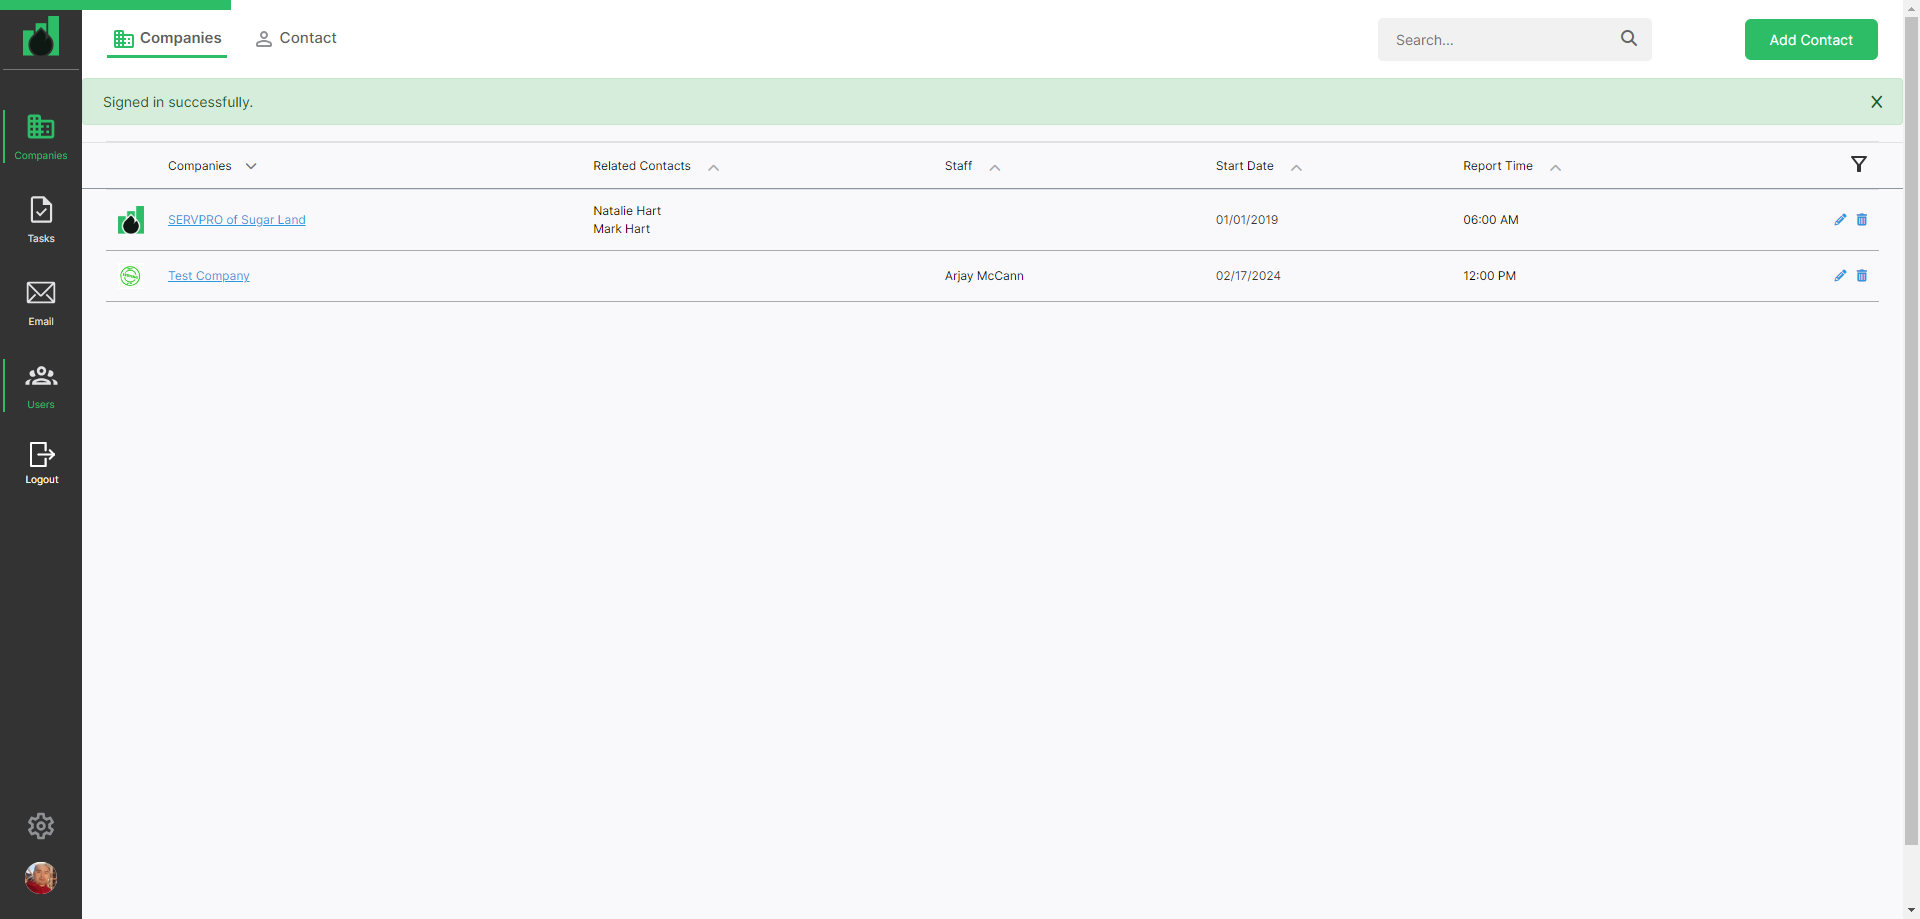 Companies
Contact
Search...
Add Contact
Signed in successfully.
X
Companies
Tasks
Email
Users
Logout
Companies Related Contacts Staff Start Date Report Time
SERVPRO of Sugar Land Natalie Hart 01/01/2019 06:00 AM
Mark Hart
Test Company Arjay McCann 02/17/2024 12:00 PM